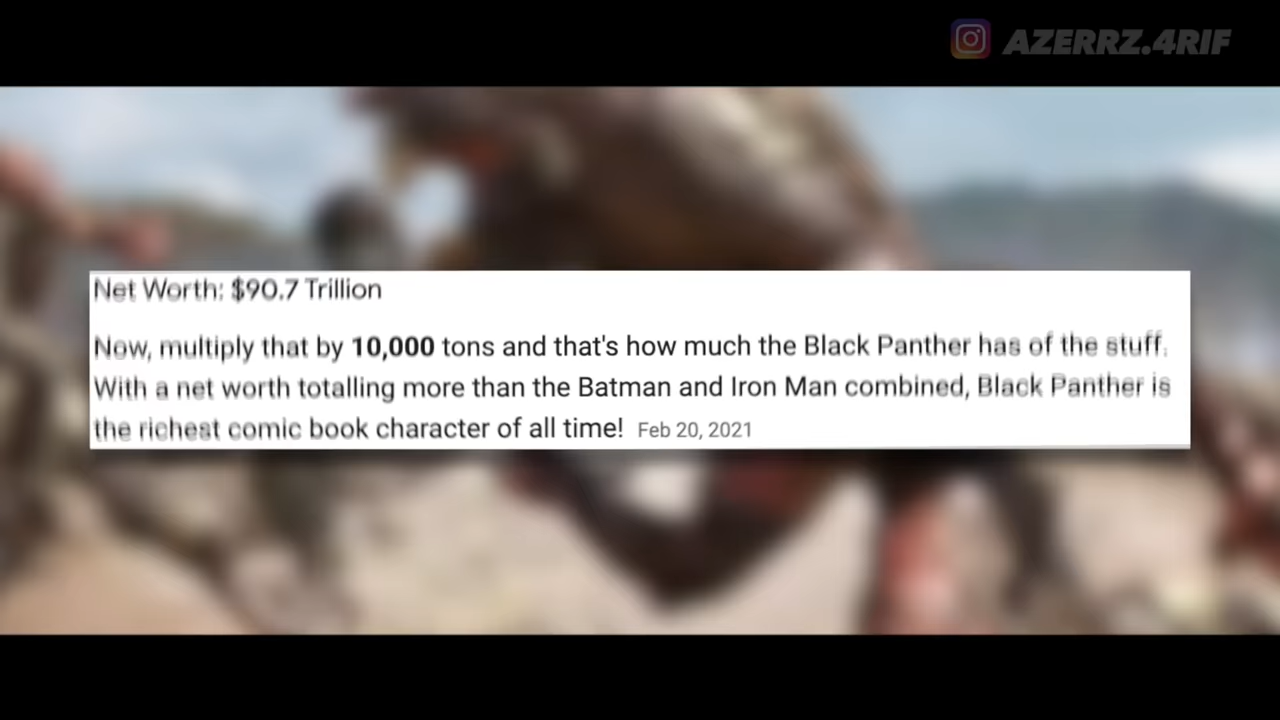 AZERRZ.4RIF
Net Worth: $90.7 Trillion
Now, multiply that by 10,000 tons and that's how much the Black Panther has of the stuff.
With a net worth totalling more than the Batman and Iron Man combined, Black Panther is
the richest comic book character of all time! Feb 20, 2021